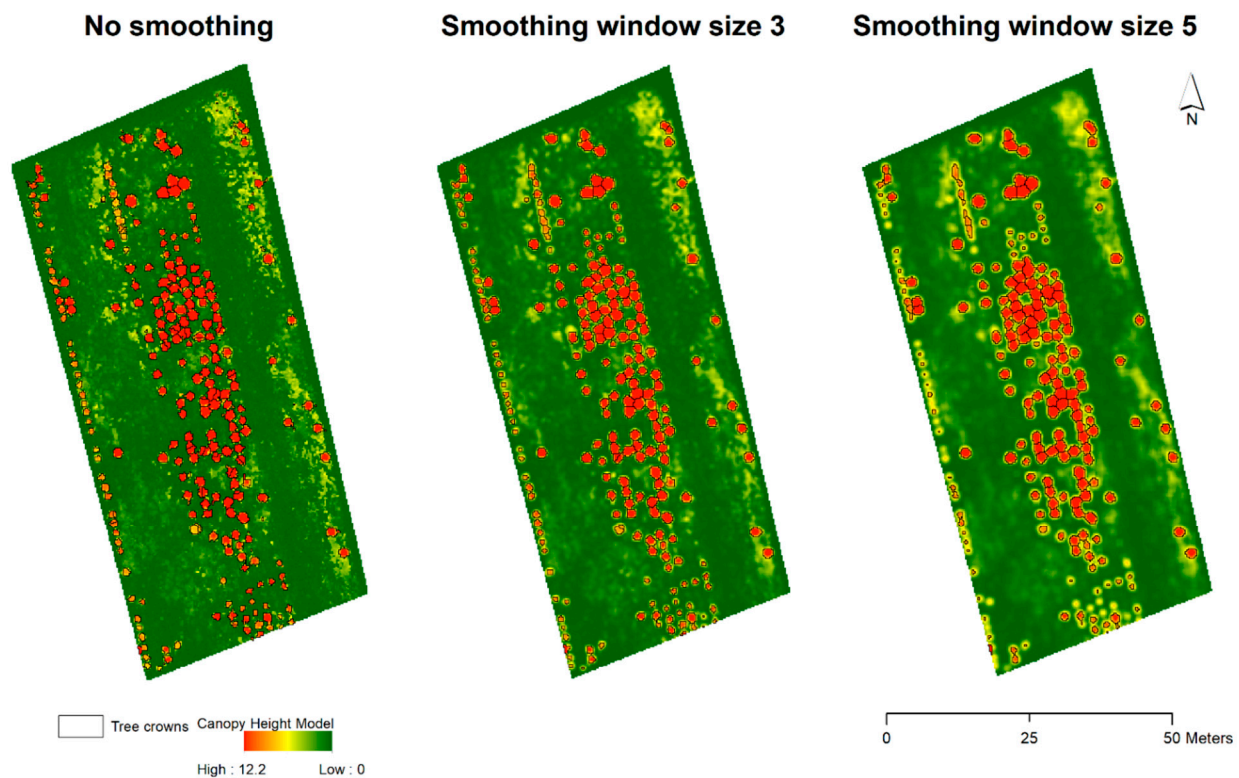 No smoothing
Smoothing window size 3
Smoothing window size 5
N
Tree crowns
Canopy Height Model
High : 12.2
Low : 0
0
25
50 Meters